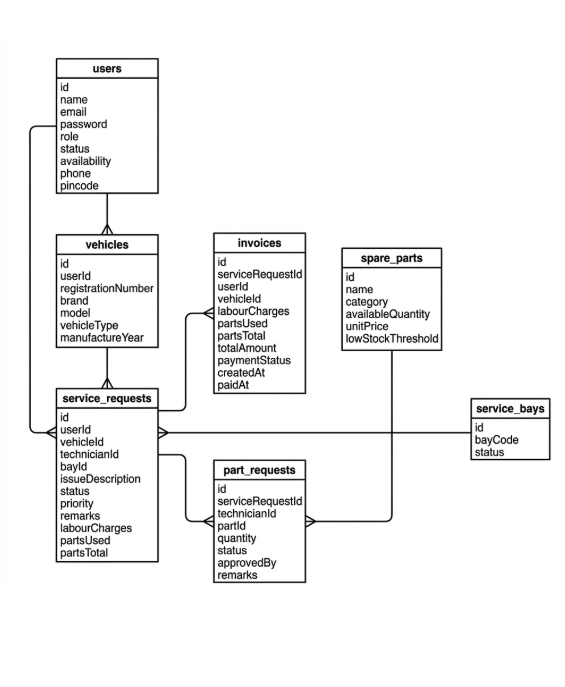 users
id
name
email
password
role
status
availability
phone
pincode
vehicles
id
userId
registrationNumber
brand
model
vehicleType
manufactureYear
invoices
id
serviceRequestId
userId
vehicleId
labourCharges
partsUsed
partsTotal
totalAmount
paymentStatus
createdAt
paidAt
spare_parts
id
name
category
availableQuantity
unitPrice
lowStockThreshold
service_requests
id
userId
vehicleId
technicianId
bayId
issueDescription
status
priority
remarks
labourCharges
partsUsed
partsTotal
service_bays
id
bayCode
status
part_requests
id
serviceRequestId
technicianId
partId
quantity
status
approvedBy
remarks